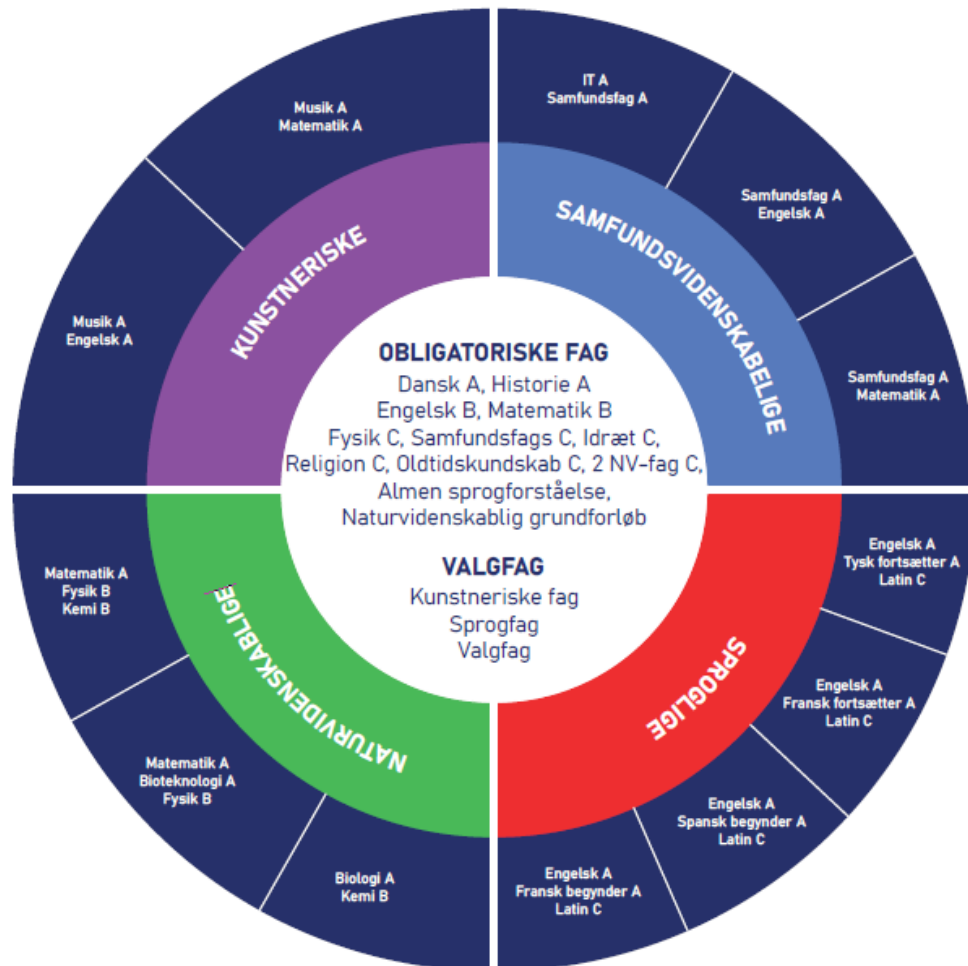 Musik A
Matematik A
Musik A
Engelsk A
KUNSTNERISKE
IT A
Samfundsfag A
Samfundsfag A
Engelsk A
Samfundsfag A
Matematik A
SAMFUNDSVIDENSKABELIGE
OBLIGATORISKE FAG
Dansk A, Historie A
Engelsk B, Matematik B
Fysik C, Samfundsfags C, Idræt C,
Religion C, Oldtidskundskab C, 2 NV-fag C,
Almen sprogforståelse,
Naturvidenskablig grundforløb
VALGFAG
Kunstneriske fag
Sprogfag
Valgfag
Matematik A
Fysik B
Kemi B
Matematik A
Bioteknologi A
Fysik B
Biologi A
Kemi B
NATURVIDENSKABLIGE
Engelsk A
Tysk fortsætter A
Latin C
Engelsk A
Fransk fortsætter A
Latin C
Engelsk A
Spansk begynder A
Latin C
Engelsk A
Fransk begynder A
Latin C
SPROGLIGE